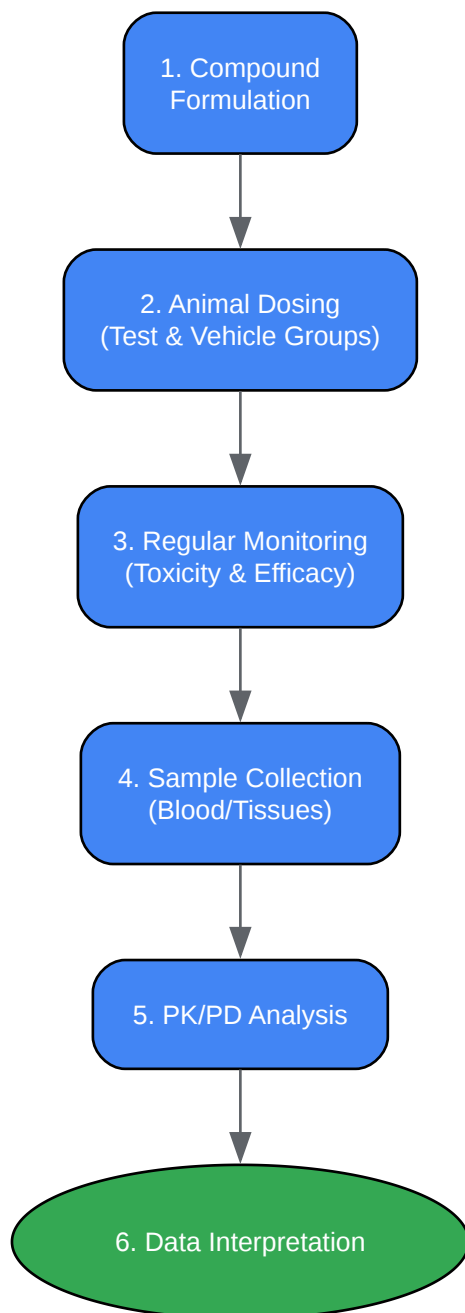 1. Compound
Formulation
2. Animal Dosing
(Test & Vehicle Groups)
3. Regular Monitoring
(Toxicity & Efficacy)
4. Sample Collection
(Blood/Tissues)
5. PK/PD Analysis
6. Data Interpretation